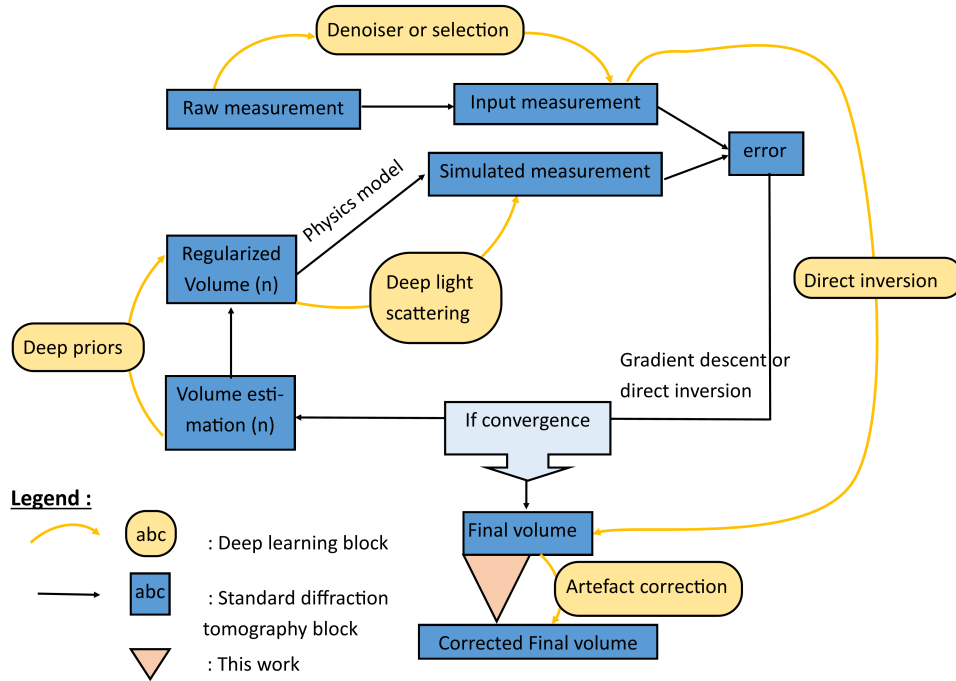 Denoiser or selection
Raw measurement
Input measurement
error
Simulated measurement
Physics model
Regularized
Volume (n)
Deep light
scattering
Direct inversion
Deep priors
Gradient descent or
direct inversion
Volume esti-
mation (n)
If convergence
Legend :
abc
: Deep learning block
Final volume
Artefact correction
abc
: Standard diffraction
tomography block
Corrected Final volume
: This work